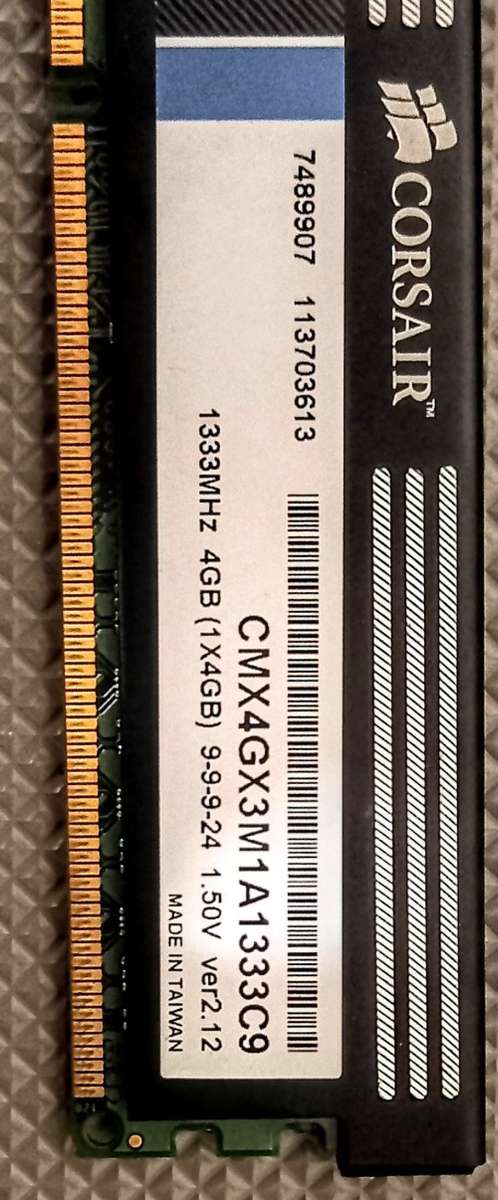 CORSAIR™
7489907 113703613
CMX4GX3M1A1333C9
1333MHz 4GB (1X4GB) 9-9-9-24 1.50V ver2.12
MADE IN TAIWAN